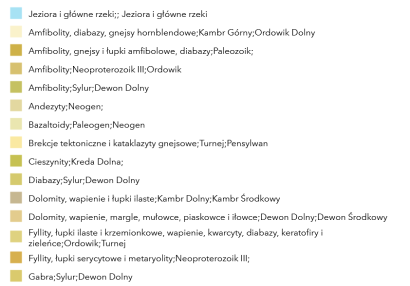 Jeziora i główne rzeki;; Jeziora i główne rzeki
Amfibolity, diabazy, gnejsy hornblendowe;Kambr Górny;Ordowik Dolny
Amfibolity, gnejsy i łupki amfibolowe, diabazy;Paleozoik;
Amfibolity;Neoproterozoik III;Ordowik
Amfibolity;Sylur;Dewon Dolny
Andezyty;Neogen;
Bazaltoidy;Paleogen;Neogen
Brekcje tektoniczne i kataklazyty gnejsowe;Turnej;Pensylwan
Cieszynity;Kreda Dolna;
Diabazy;Sylur;Dewon Dolny
Dolomity, wapienie i łupki ilaste;Kambr Dolny;Kambr Środkowy
Dolomity, wapienie, margle, mułowce, piaskowce i iłowce;Dewon Dolny;Dewon Środkowy
Fyllity, łupki ilaste i krzemionkowe, wapienie, kwarcyty, diabazy, keratofiry i
zieleńce;Ordowik;Turnej
Fyllity, łupki serycytowe i metaryolity;Neoproterozoik III;
Gabra;Sylur;Dewon Dolny